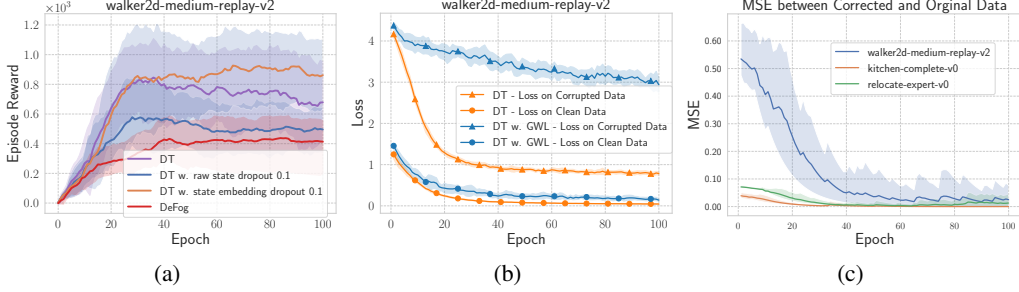 walker2d-medium-replay-v2
×10³
1.2
1.0
0.8
0.6
0.4
0.2
0.0
Episode Reward
DT
DT w. raw state dropout 0.1
DT w. state embedding dropout 0.1
DeFog
0 20 40 60 80 100
Epoch
(a)
walker2d-medium-replay-v2
4
3
2
1
0
Loss
DT - Loss on Corrupted Data
DT - Loss on Clean Data
DT w. GWL - Loss on Corrupted Data
DT w. GWL - Loss on Clean Data
0 20 40 60 80 100
Epoch
(b)
MSE between Corrected and Orginal Data
0.60
0.50
0.40
0.30
0.20
0.10
0.00
MSE
walker2d-medium-replay-v2
kitchen-complete-v0
relocate-expert-v0
0 20 40 60 80 100
Epoch
(c)